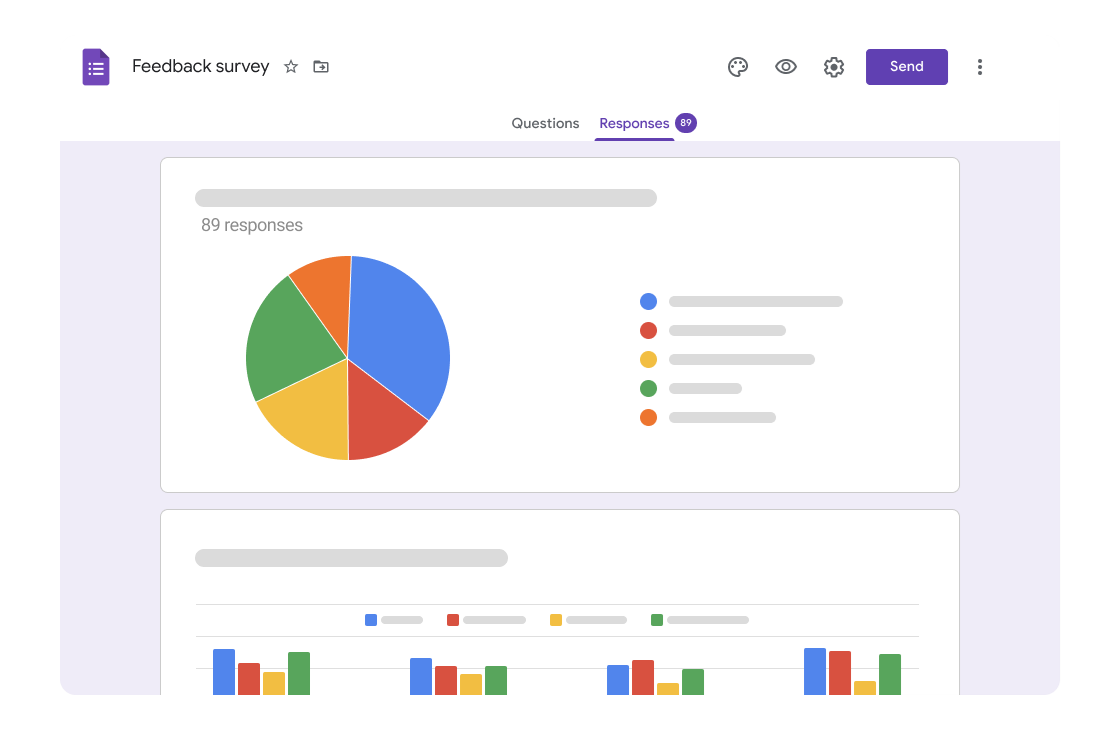 Feedback survey
Send
Questions
Responses 89
89 responses